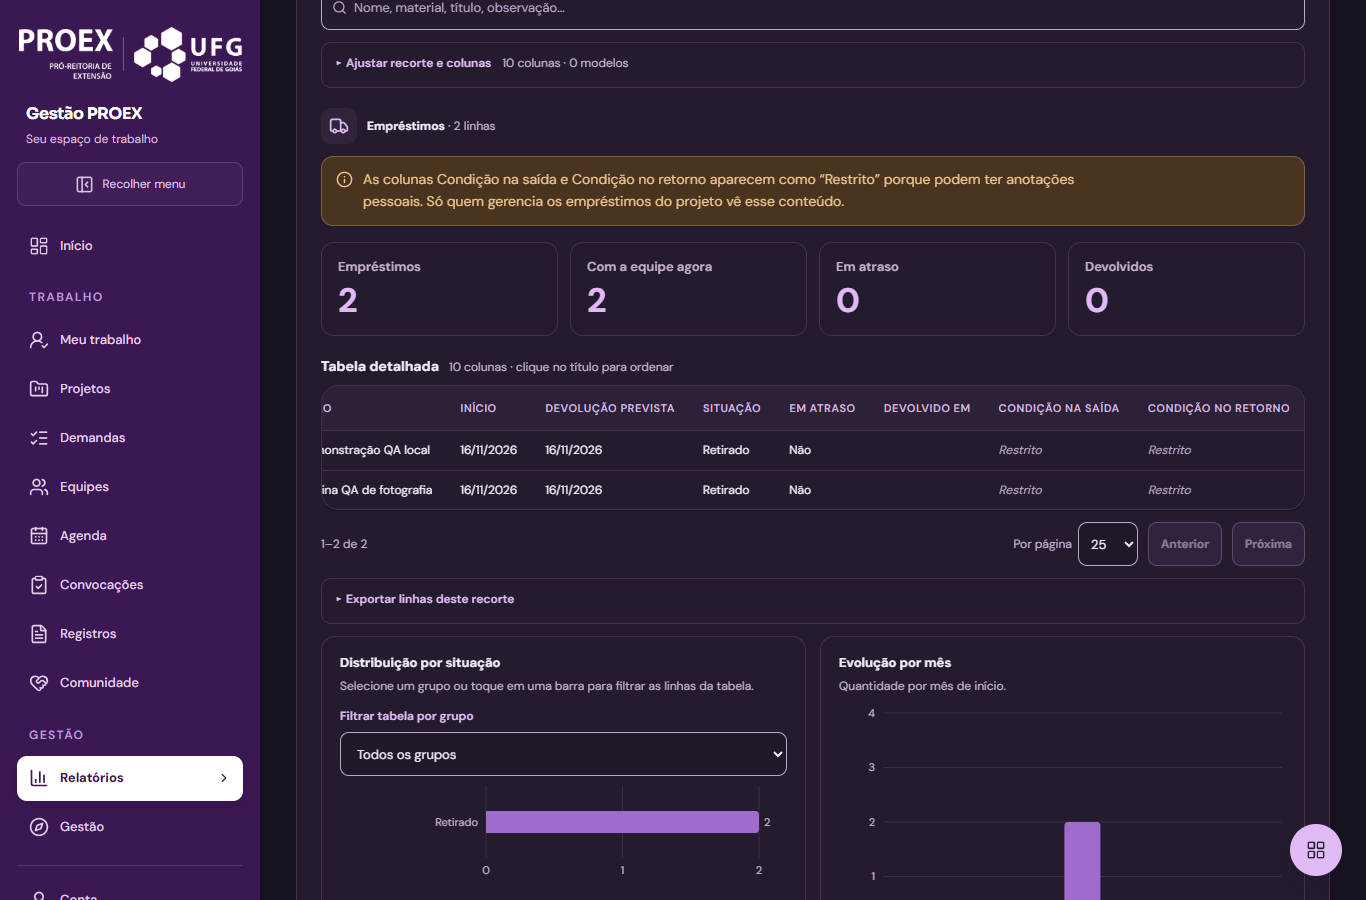 PROEX
PRÓ-REITORIA DE
EXTENSÃO
UFG
UNIVERSIDADE
FEDERAL DE GOIÁS
Gestão PROEX
Seu espaço de trabalho
Recolher menu
Início
TRABALHO
Meu trabalho
Projetos
Demandas
Equipes
Agenda
Convocações
Registros
Comunidade
GESTÃO
Relatórios
Gestão
Conta
Nome, material, título, observação...
Ajustar recorte e colunas 10 colunas · 0 modelos
Empréstimos · 2 linhas
As colunas Condição na saída e Condição no retorno aparecem como “Restrito” porque podem ter anotações
pessoais. Só quem gerencia os empréstimos do projeto vê esse conteúdo.
Empréstimos
2
Com a equipe agora
2
Em atraso
0
Devolvidos
0
Tabela detalhada 10 colunas · clique no título para ordenar
O INÍCIO DEVOLUÇÃO PREVISTA SITUAÇÃO EM ATRASO DEVOLVIDO EM CONDIÇÃO NA SAÍDA CONDIÇÃO NO RETORNO
onstração QA local 16/11/2026 16/11/2026 Retirado Não Restrito Restrito
ina QA de fotografia 16/11/2026 16/11/2026 Retirado Não Restrito Restrito
1–2 de 2
Por página 25 Anterior Próxima
Exportar linhas deste recorte
Distribuição por situação
Selecione um grupo ou toque em uma barra para filtrar as linhas da tabela.
Filtrar tabela por grupo
Todos os grupos
Retirado 2
0 1 2
Evolução por mês
Quantidade por mês de início.
4
3
2
1